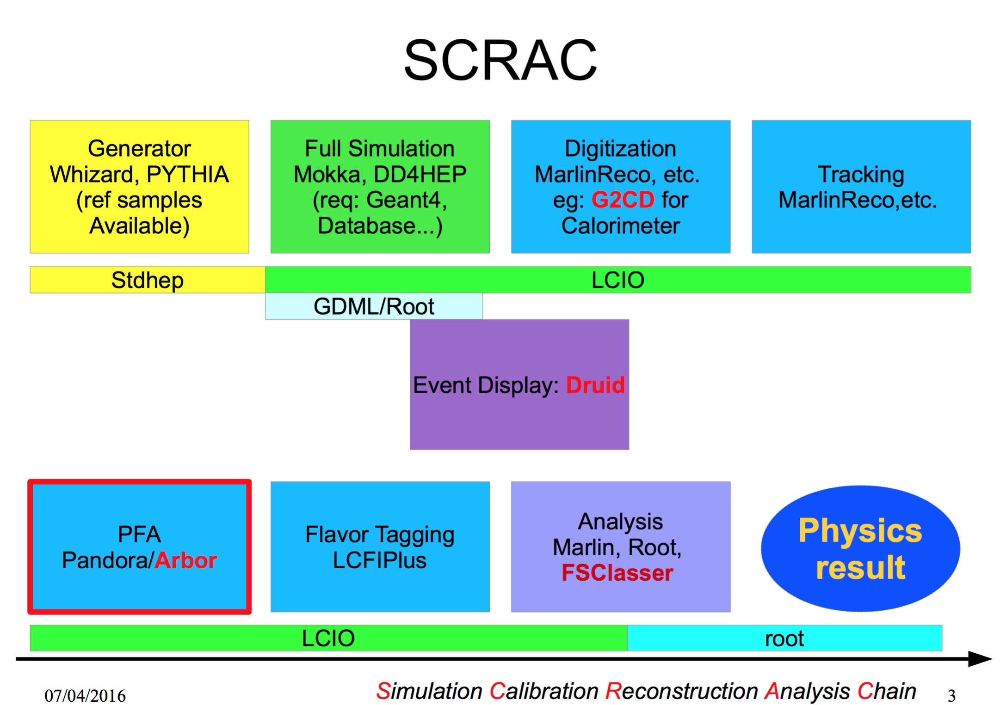 SCRAC
Generator
Whizard, PYTHIA
(ref samples
Available)
Full Simulation
Mokka, DD4HEP
(req: Geant4,
Database...)
Digitization
MarlinReco, etc.
eg: G2CD for
Calorimeter
Tracking
MarlinReco,etc.
Stdhep
LCIO
GDML/Root
Event Display: Druid
PFA
Pandora/Arbor
Flavor Tagging
LCFIPlus
Analysis
Marlin, Root,
FSClasser
Physics
result
LCIO
root
07/04/2016
Simulation Calibration Reconstruction Analysis Chain
3